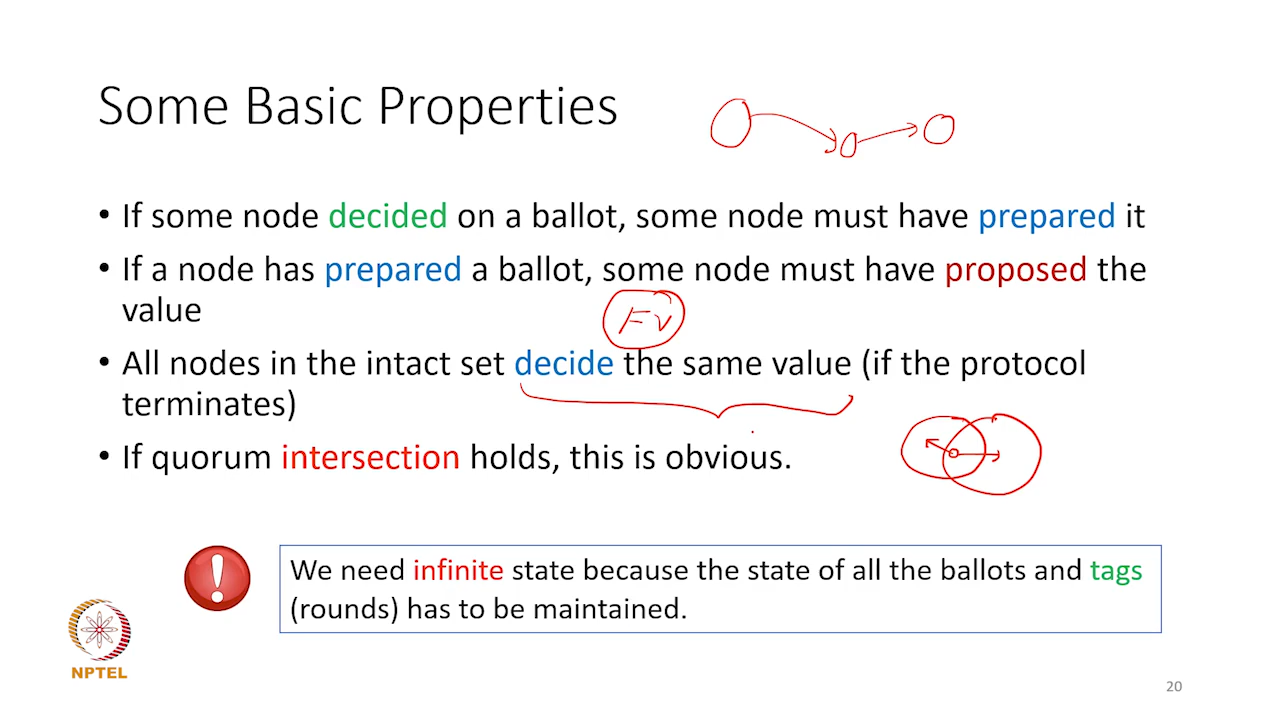 Some Basic Properties
• If some node decided on a ballot, some node must have prepared it
• If a node has prepared a ballot, some node must have proposed the
value
FV
• All nodes in the intact set decide the same value (if the protocol
terminates)
• If quorum intersection holds, this is obvious.
We need infinite state because the state of all the ballots and tags
(rounds) has to be maintained.
NPTEL
20